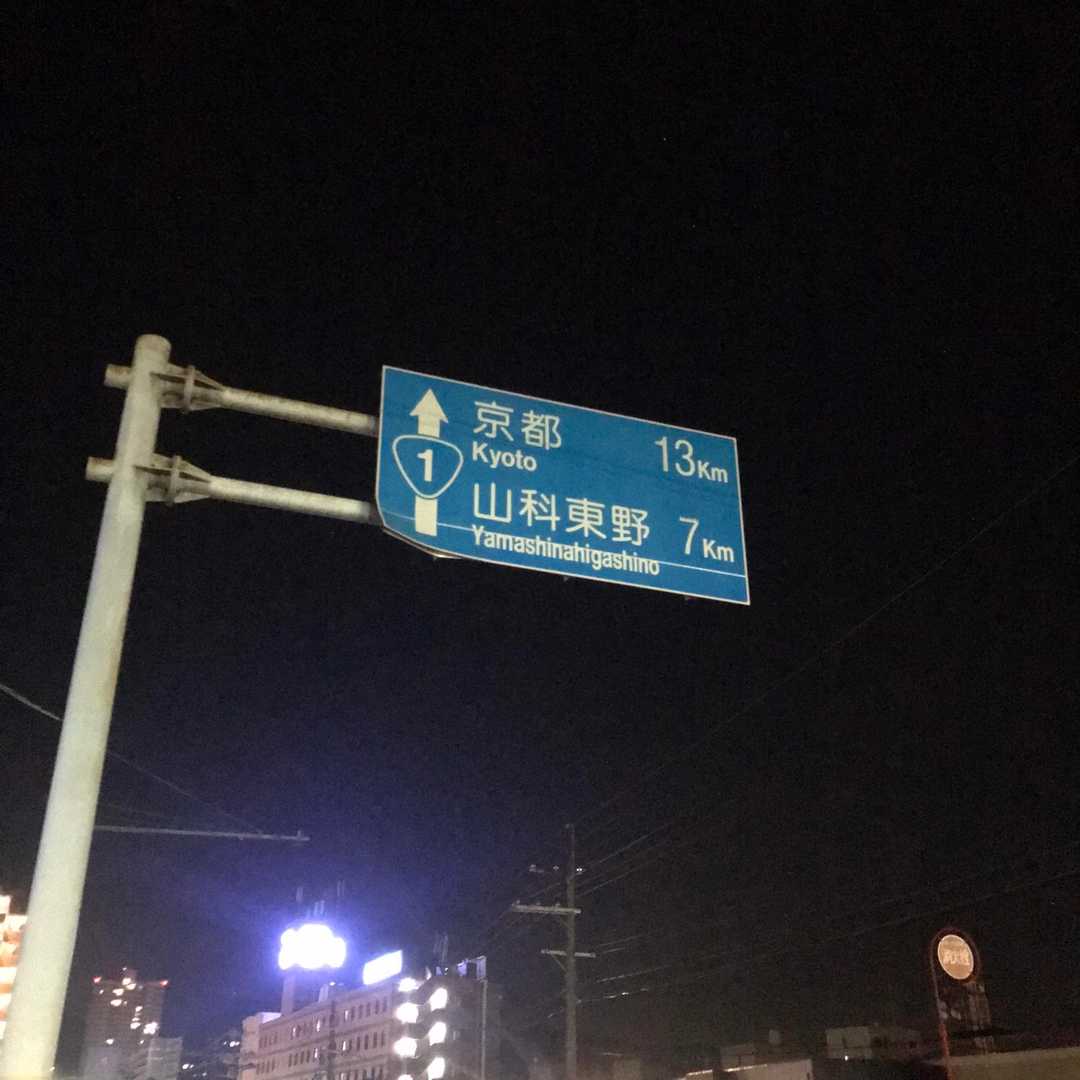 1
京都 13Km
Kyoto
山科東野 7Km
Yamashinahigashino